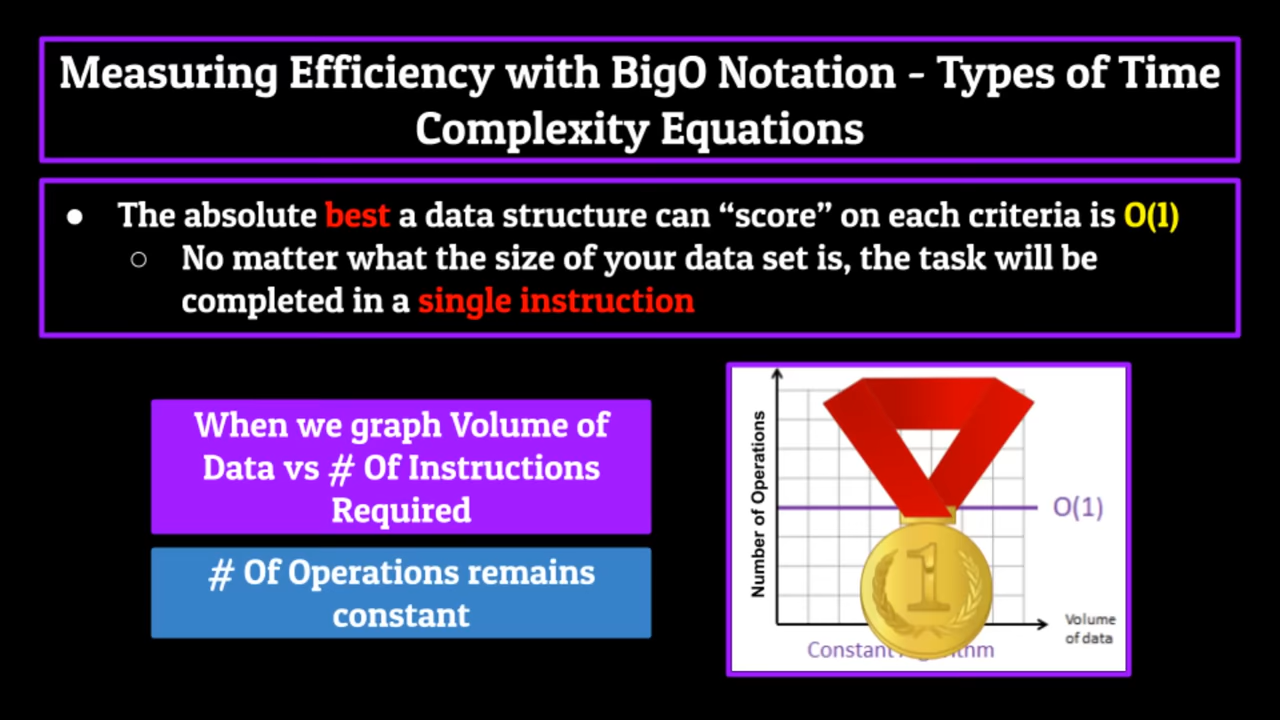 Measuring Efficiency with BigO Notation - Types of Time
Complexity Equations
● The absolute best a data structure can “score” on each criteria is O(1)
○ No matter what the size of your data set is, the task will be
completed in a single instruction
When we graph Volume of
Data vs # Of Instructions
Required
# Of Operations remains
constant
Number of Operations
O(1)
1
Volume
of data
Constant